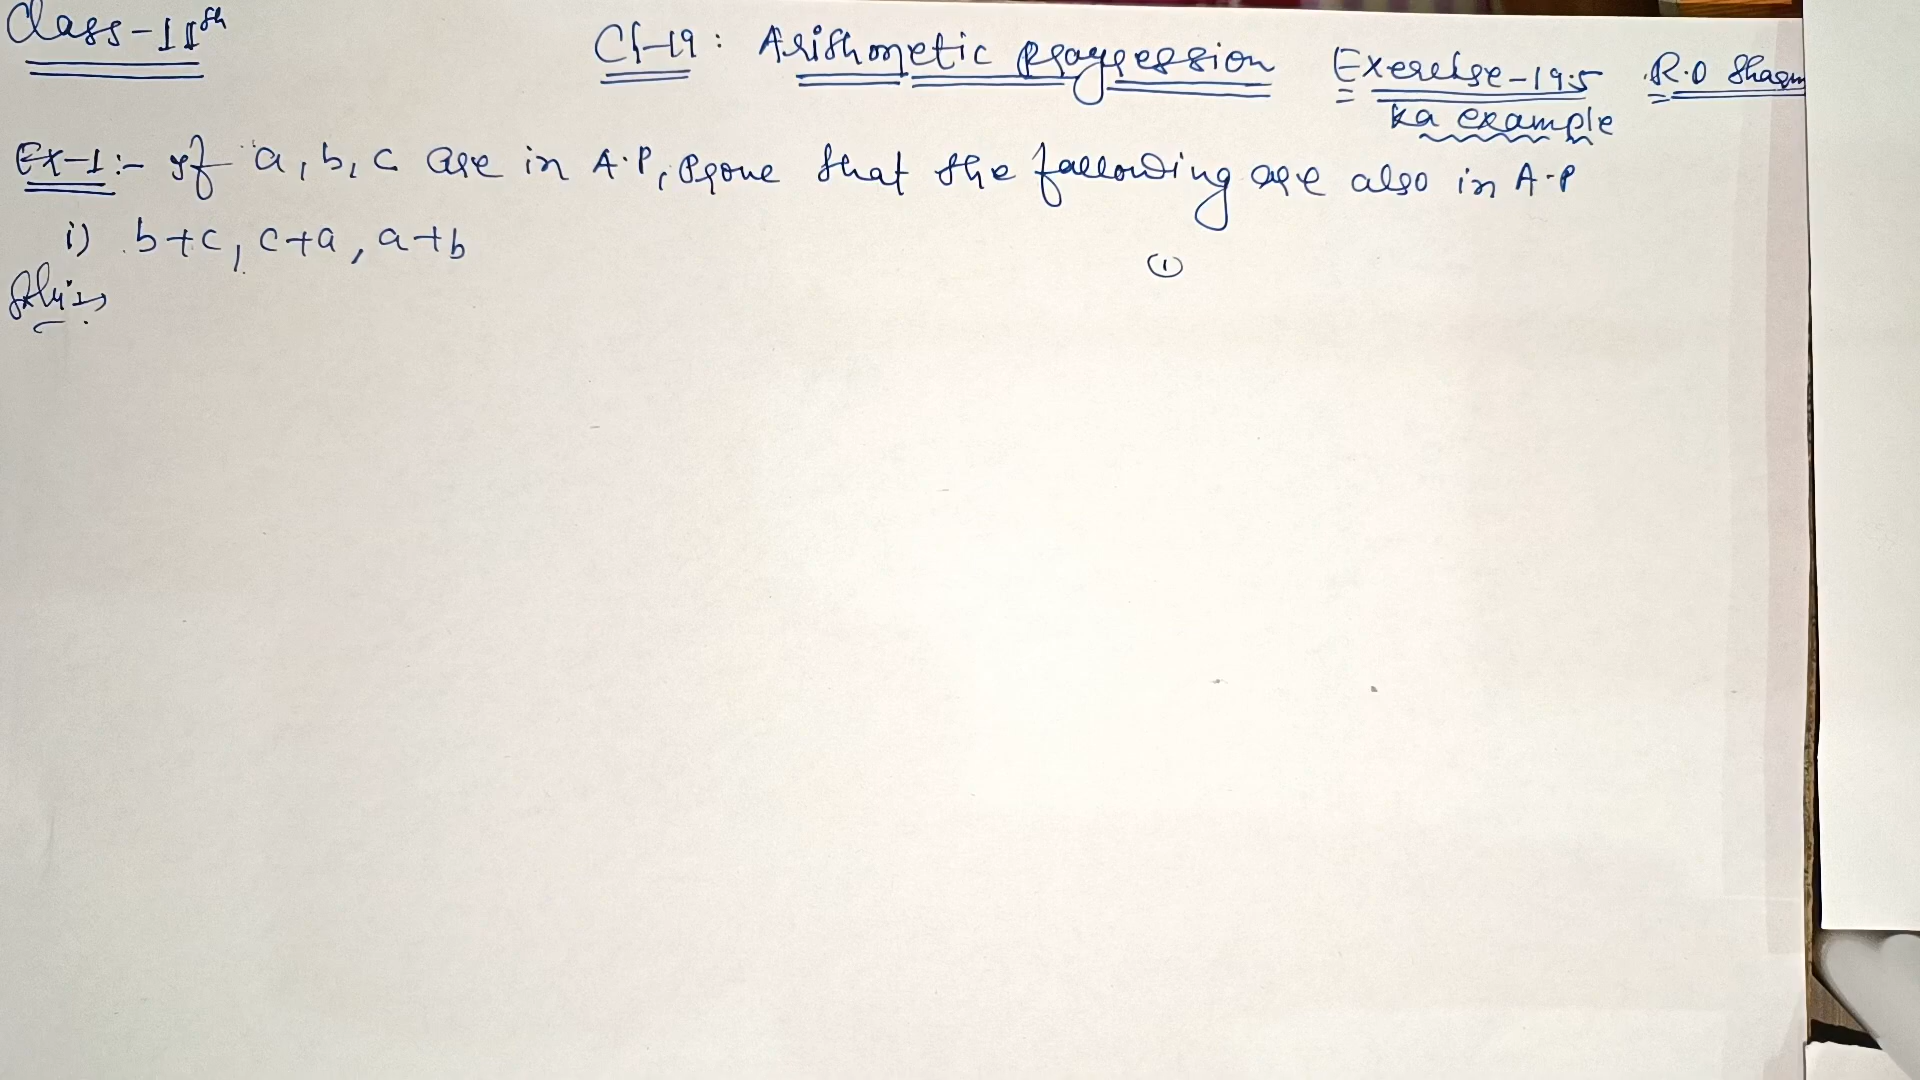 Class-11th
Ch-19: Arithmetic Progression Exercise-19.5 R.D Sharm
ka example
Ex-1:- If a, b, c are in A.P, Prove that the following are also in A.P
i) b+c, c+a, a+b
①
Soln:→